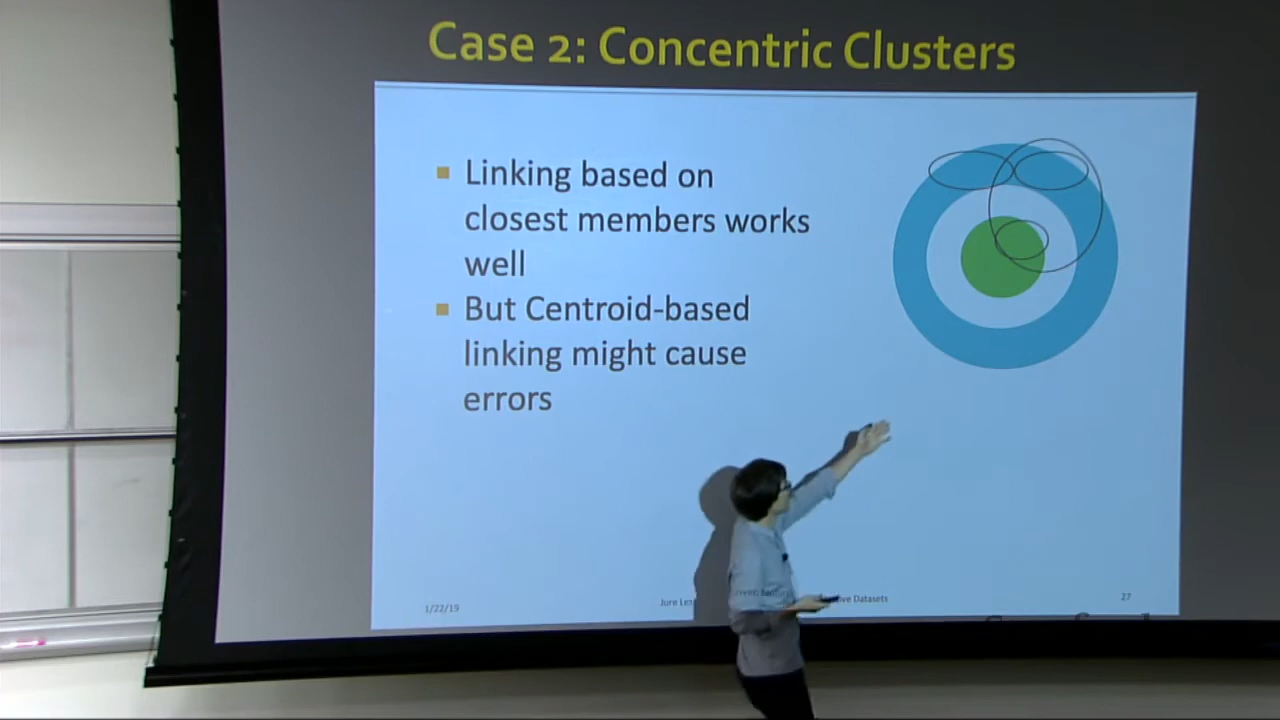 Case 2: Concentric Clusters
Linking based on
closest members works
well
But Centroid-based
linking might cause
errors
1/22/19
Jure Datasets
27